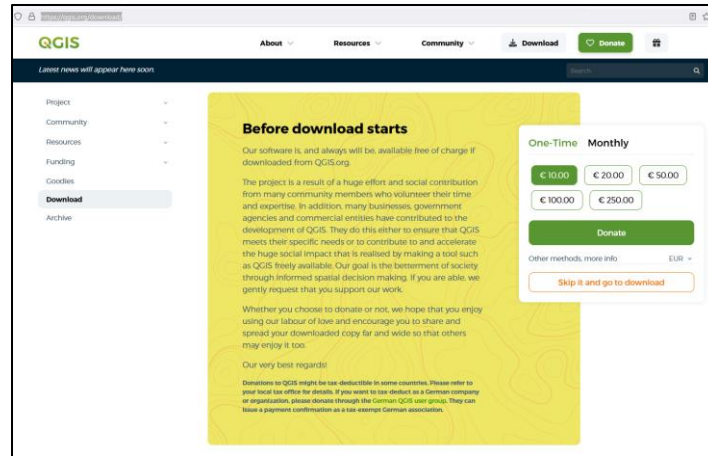 https://qgis.org/download/
QGIS
About
Resources
Community
Download
Donate
Latest news will appear here soon.
Search
Project
Community
Resources
Funding
Goodies
Download
Archive
Before download starts
Our software is, and always will be, available free of charge if
downloaded from QGIS.org.
The project is a result of a huge effort and social contribution
from many community members who volunteer their time
and expertise. In addition, many businesses, government
agencies and commercial entities have contributed to the
development of QGIS. They do this either to ensure that QGIS
meets their specific needs or to contribute to and accelerate
the huge social impact that is realised by making a tool such
as QGIS freely available. Our goal is the betterment of society
through informed spatial decision making. If you are able, we
gently request that you support our work.
Whether you choose to donate or not, we hope that you enjoy
using our labour of love and encourage you to share and
spread your downloaded copy far and wide so that others
may enjoy it too.
Our very best regards!
Donations to QGIS might be tax-deductible in some countries. Please refer to
your local tax office for details. If you want to tax-deduct as a German company
or organisation, please donate through the German QGIS user group. They can
issue a payment confirmation as a tax-exempt German association.
One-Time Monthly
€ 10.00 € 20.00 € 50.00
€ 100.00 € 250.00
Donate
Other methods, more info EUR
Skip it and go to download